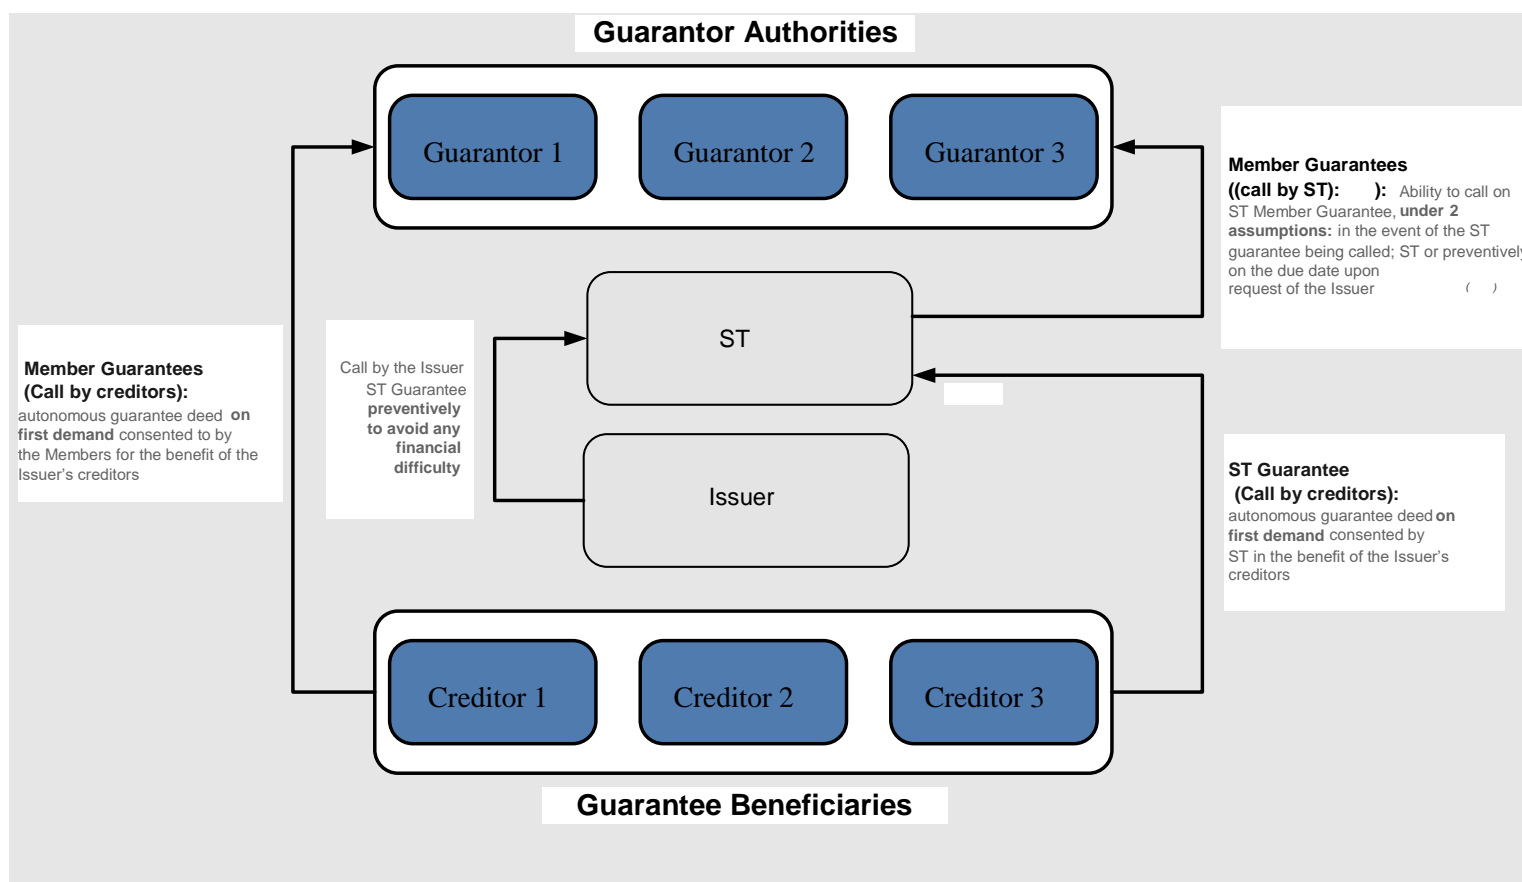 Guarantor Authorities
Guarantor 1
Guarantor 2
Guarantor 3
Member Guarantees
((call by ST): ): Ability to call on
ST Member Guarantee, under 2
assumptions: in the event of the ST
guarantee being called; ST or preventively
on the due date upon
request of the Issuer ( )
ST
Member Guarantees
(Call by creditors):
autonomous guarantee deed on
first demand consented to by
the Members for the benefit of the
Issuer's creditors
Call by the Issuer
ST Guarantee
preventively
to avoid any
financial
difficulty
Issuer
ST Guarantee
(Call by creditors):
autonomous guarantee deed on
first demand consented by
ST in the benefit of the Issuer's
creditors
Creditor 1
Creditor 2
Creditor 3
Guarantee Beneficiaries